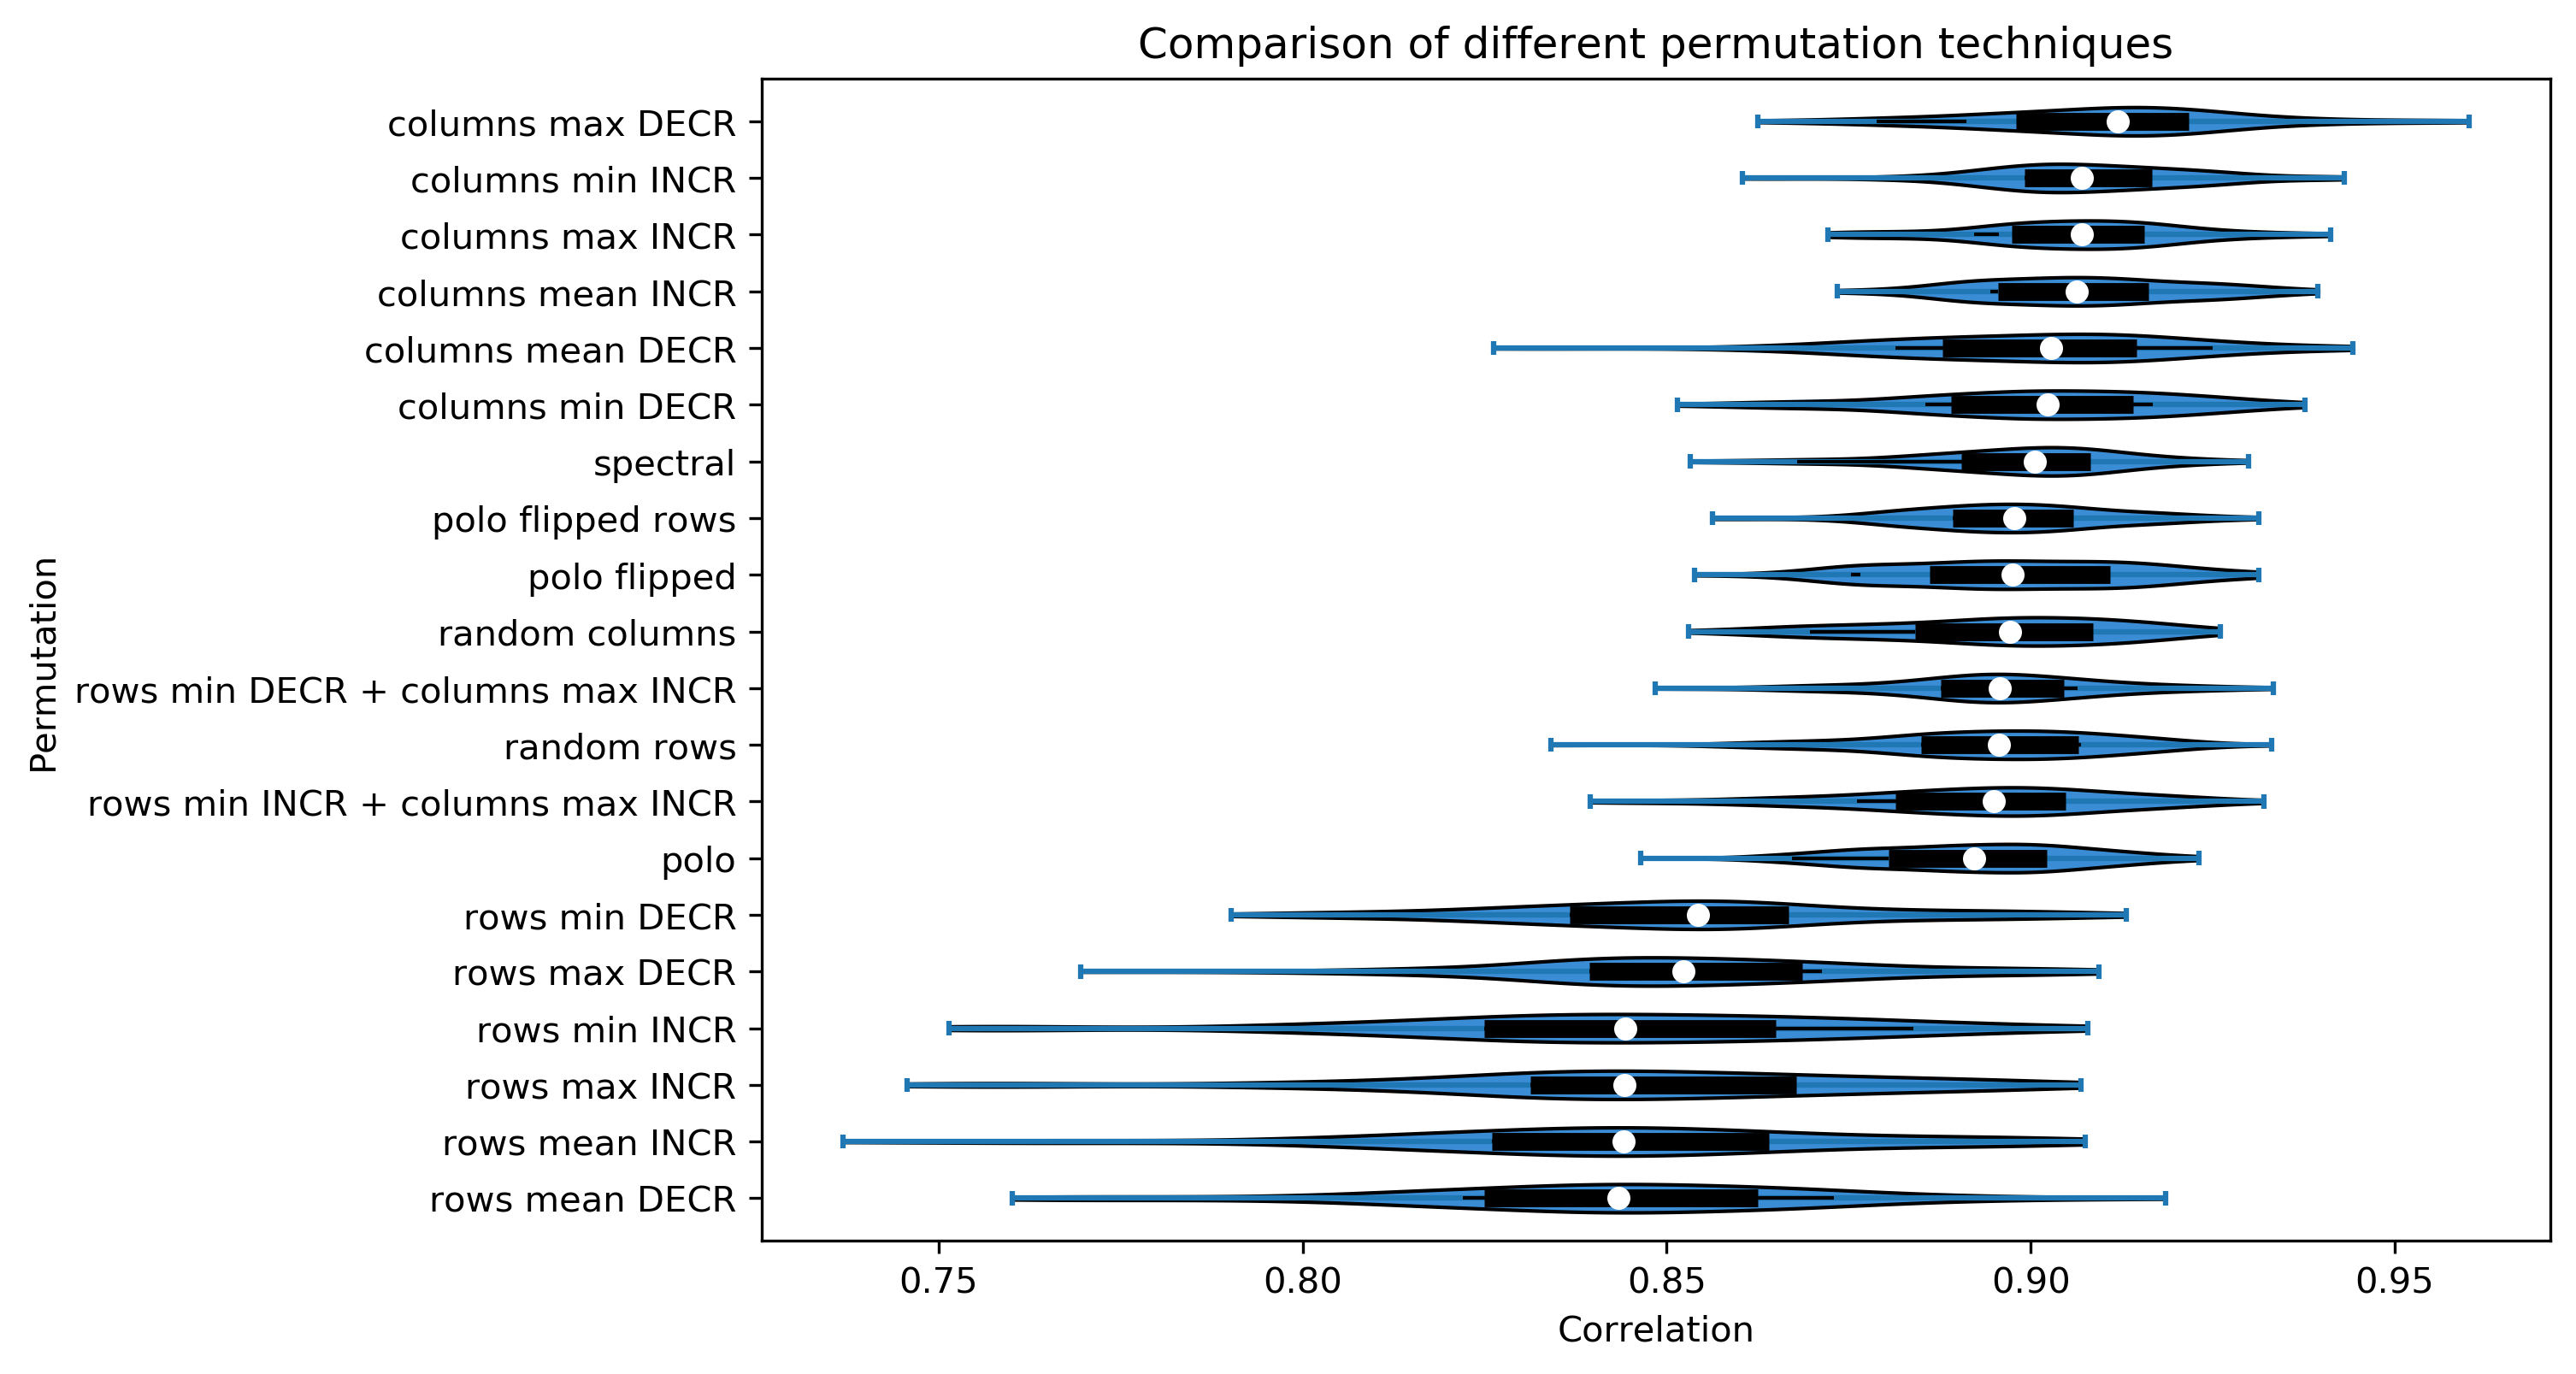 Comparison of different permutation techniques
columns max DECR
columns min INCR
columns max INCR
columns mean INCR
columns mean DECR
columns min DECR
spectral
polo flipped rows
polo flipped
random columns
rows min DECR + columns max INCR
random rows
rows min INCR + columns max INCR
polo
rows min DECR
rows max DECR
rows min INCR
rows max INCR
rows mean INCR
rows mean DECR
Permutation
0.75 0.80 0.85 0.90 0.95
Correlation